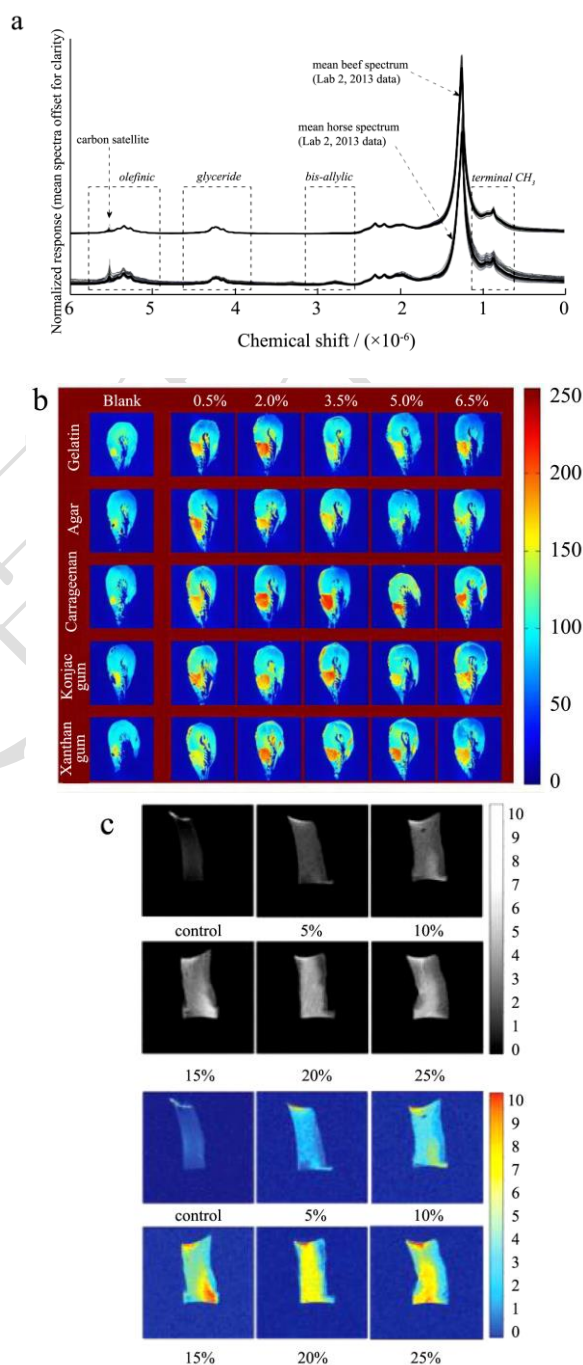 a
Normalized response (mean spectra offset for clarity)
mean beef spectrum
(Lab 2, 2013 data)
mean horse spectrum
(Lab 2, 2013 data)
carbon satellite
olefinic
glyceride
bis-allylic
terminal CH3
6 5 4 3 2 1 0
Chemical shift / (×10-6)
b
Blank 0.5% 2.0% 3.5% 5.0% 6.5%
Gelatin
Agar
Carrageenan
Konjac
gum
Xanthan
gum
250
200
150
100
50
0
c
control 5% 10%
15% 20% 25%
10
9
8
7
6
5
4
3
2
1
0
control 5% 10%
15% 20% 25%
10
9
8
7
6
5
4
3
2
1
0